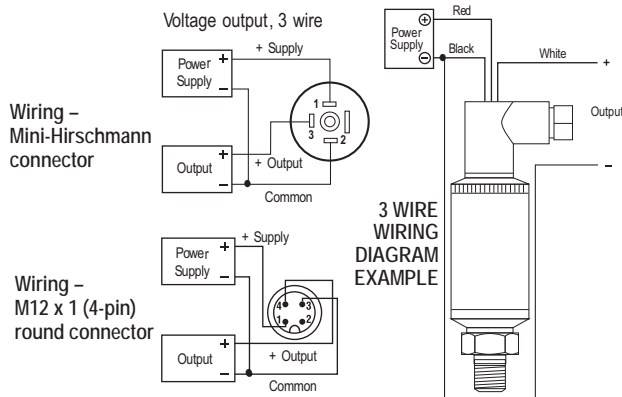 Voltage output, 3 wire
Wiring –
Mini-Hirschmann
connector
Power
Supply
+
–
+ Supply
1
3
2
Output
+
–
+ Output
Common
Wiring –
M12 x 1 (4-pin)
round connector
Power
Supply
+
–
+ Supply
4
3
1
2
Output
+
–
+ Output
Common
Power
Supply
+
–
Red
Black
White
+
Output
–
3 WIRE
WIRING
DIAGRAM
EXAMPLE